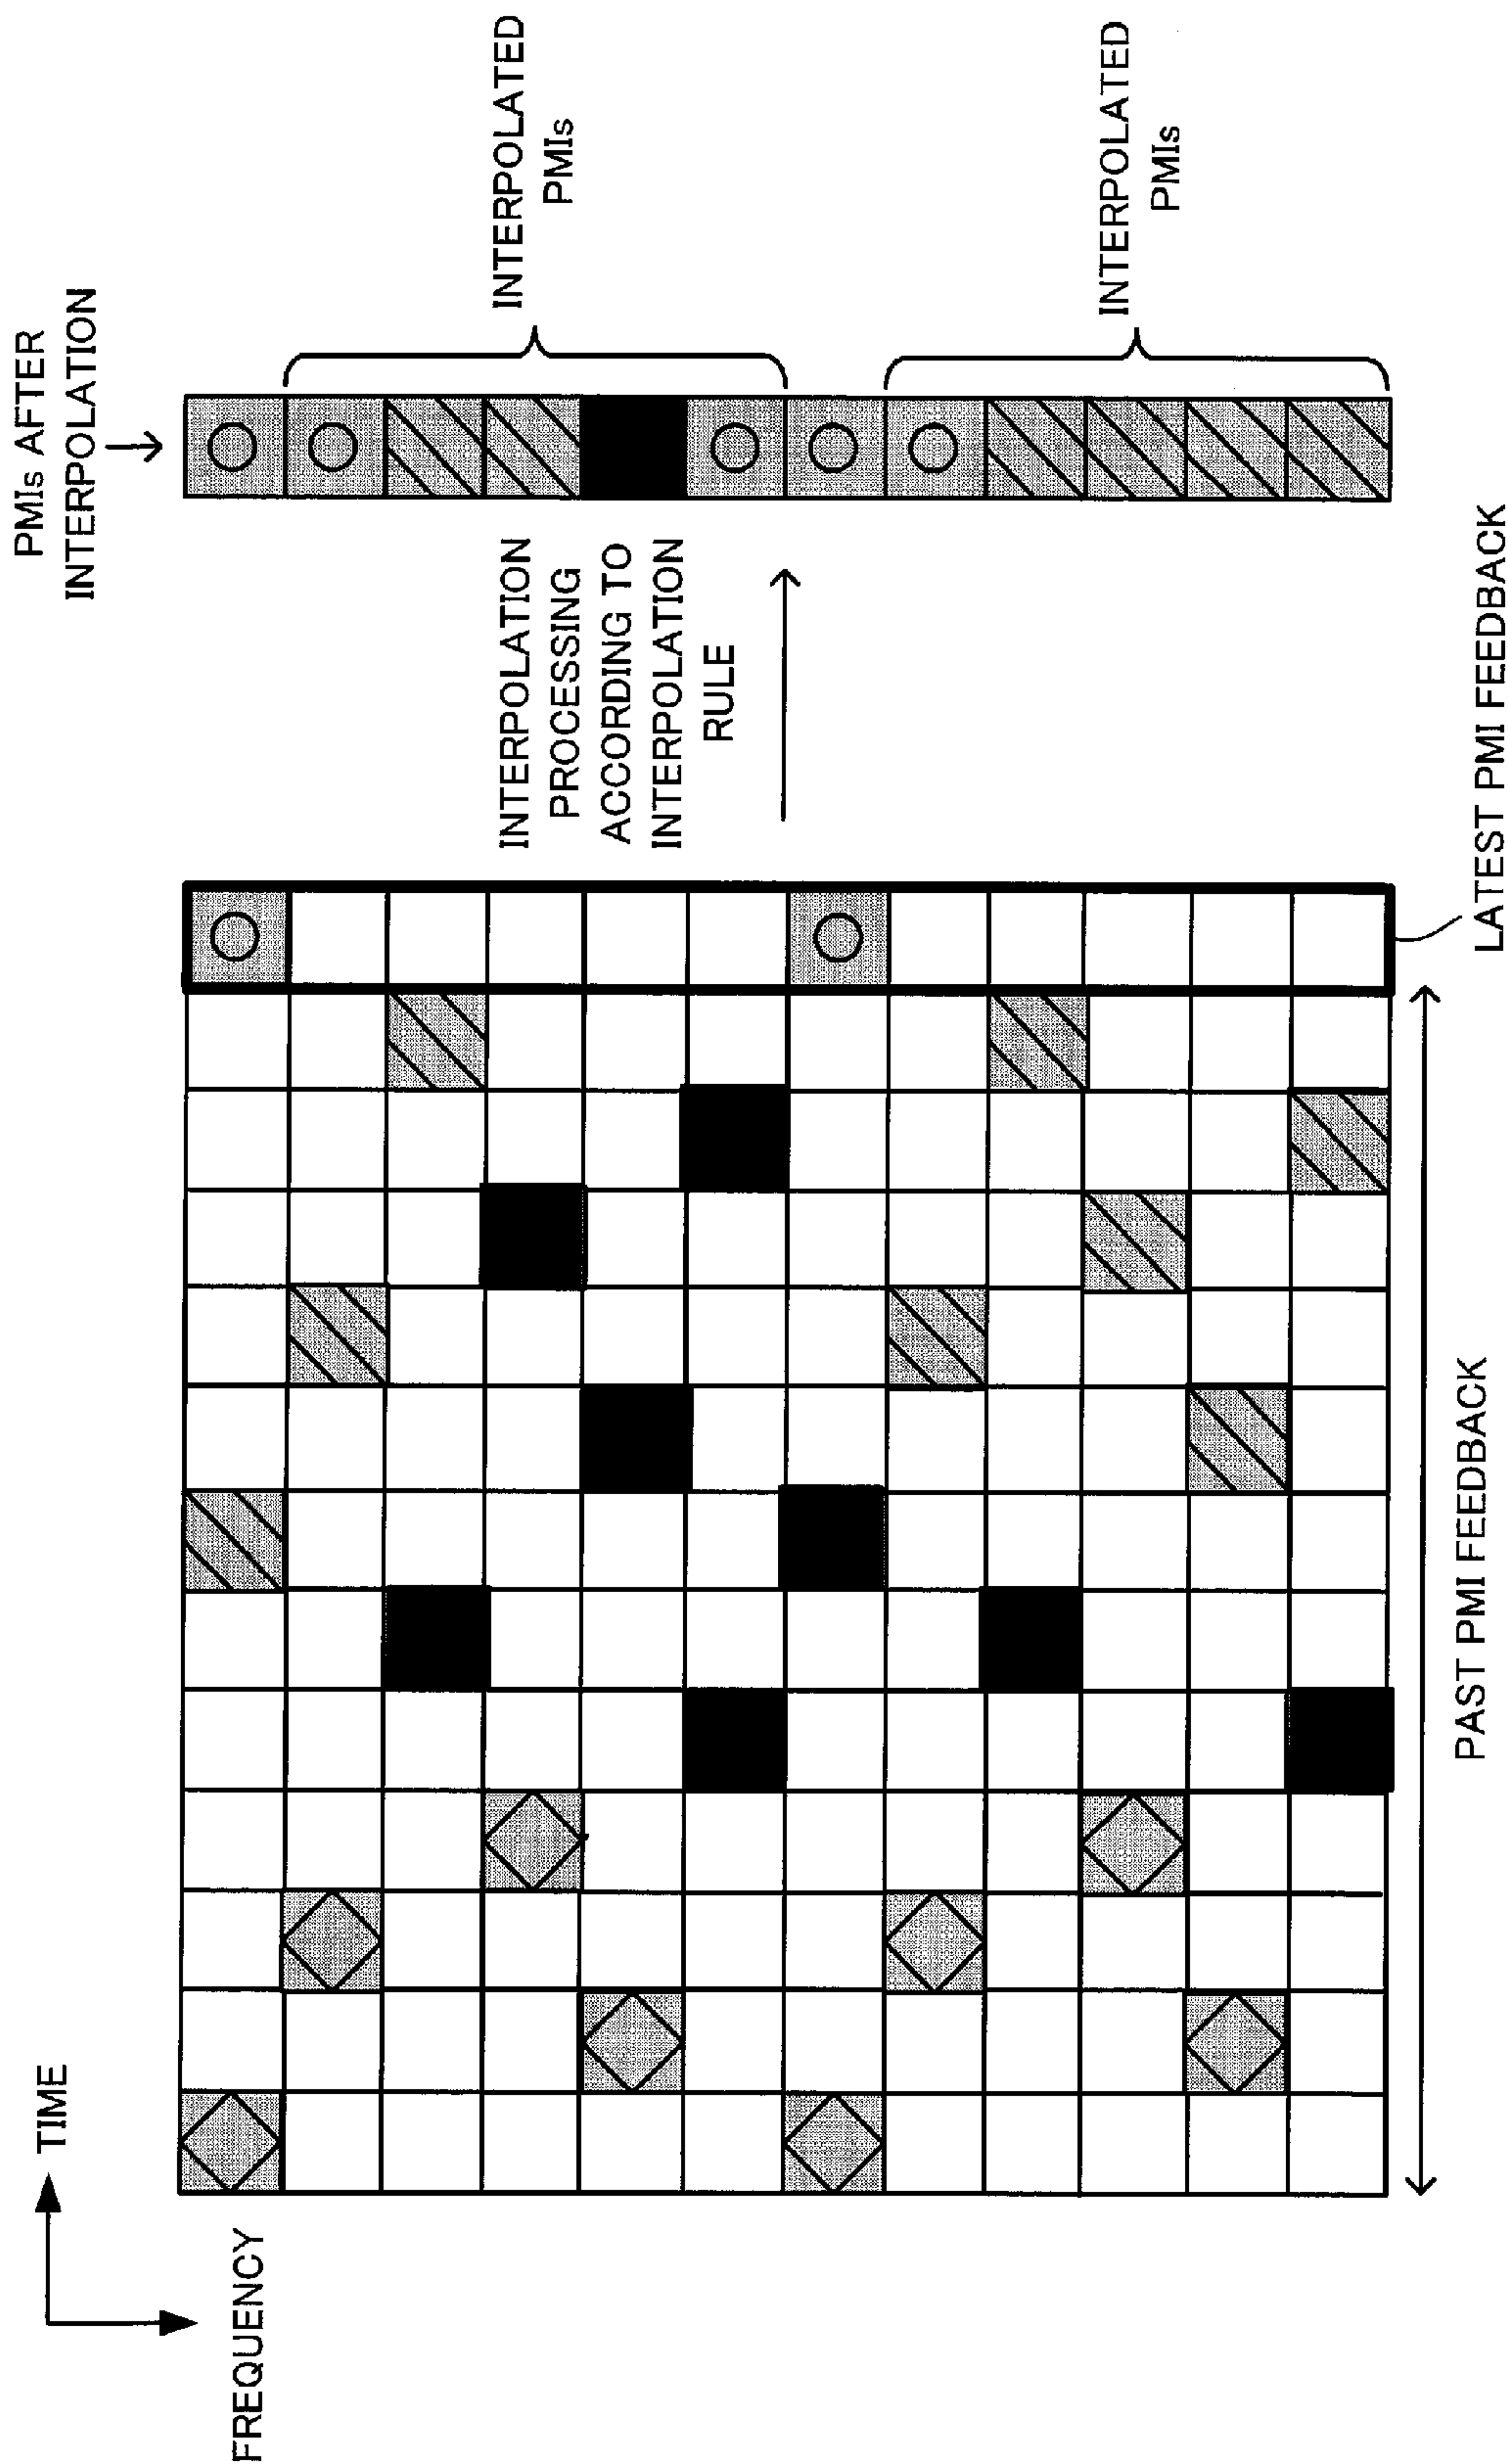 TIME
FREQUENCY
PAST PMI FEEDBACK
LATEST PMI FEEDBACK
INTERPOLATION
PROCESSING
ACCORDING TO
INTERPOLATION
RULE
PMIs AFTER
INTERPOLATION
INTERPOLATED
PMIs
INTERPOLATED
PMIs